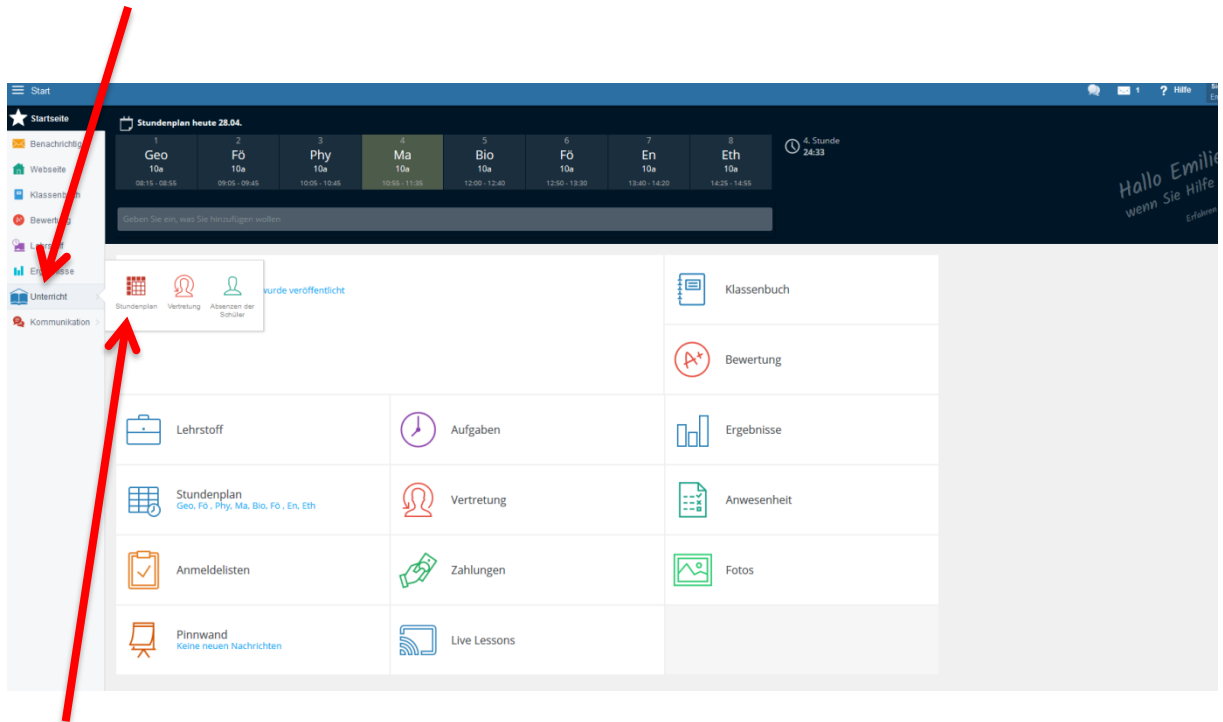 Start
1
? Hilfe
Startseite
Benachrichtig
Webseite
Klassenbuch
Bewertung
Unterricht
Kommunikation
Stundenplan heute 28.04.
1 2 3 4 5 6 7 8
Geo Fö Phy Ma Bio Fö En Eth
10a 10a 10a 10a 10a 10a 10a 10a
08:15 - 08:55 09:05 - 09:45 10:05 - 10:45 10:55 - 11:35 12:00 - 12:40 12:50 - 13:30 13:40 - 14:20 14:25 - 14:55
4. Stunde
24:33
Geben Sie ein, was Sie hinzufügen wollen
Hallo Emilie
wenn Sie Hilfe
Erfahren
Stundenplan Vertretung Absenzen der
Schüler
wurde veröffentlicht
Klassenbuch
Bewertung
Lehrstoff
Aufgaben
Ergebnisse
Stundenplan
Geo, Fö , Phy, Ma, Bio, Fö , En, Eth
Vertretung
Anwesenheit
Anmeldelisten
Zahlungen
Fotos
Pinnwand
Keine neuen Nachrichten
Live Lessons